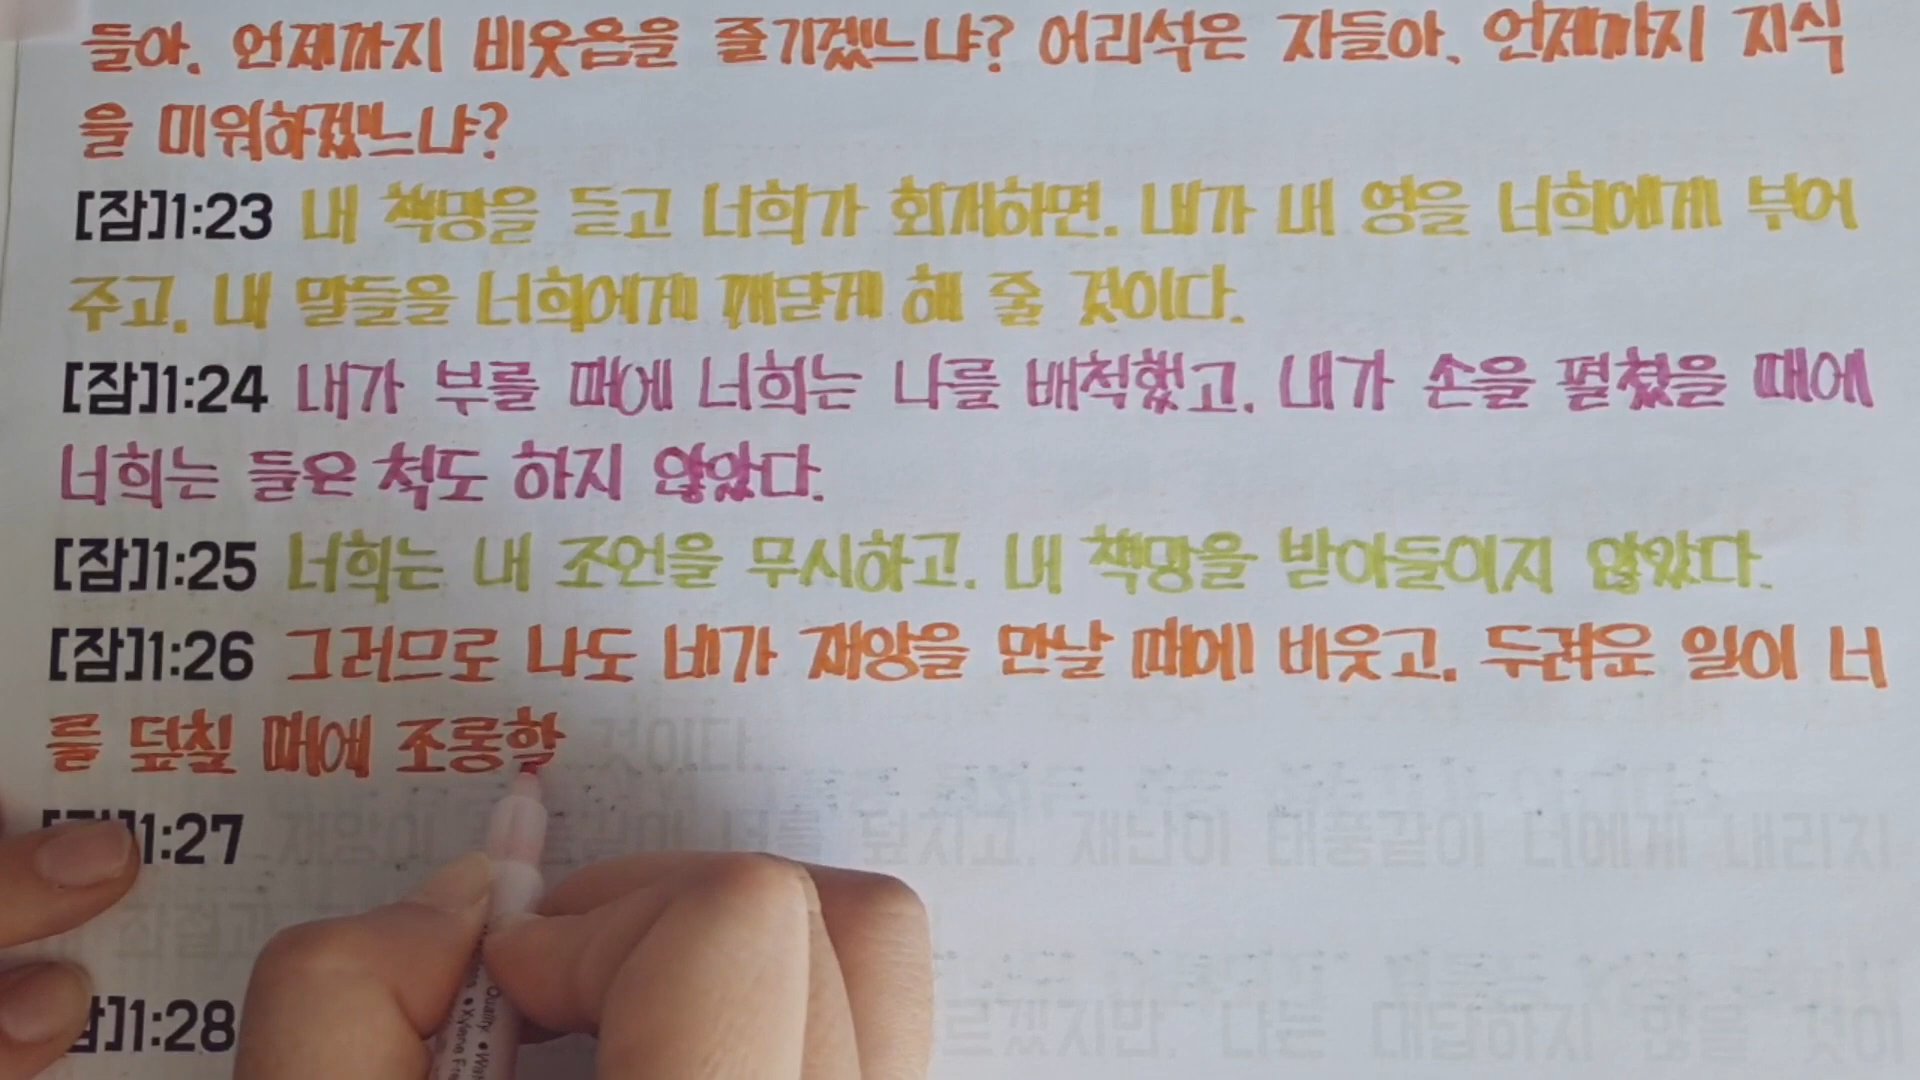 들아, 언제까지 비웃음을 즐기겠느냐? 어리석은 자들아, 언제까지 지식
을 미워하겠느냐?
[잠]1:23 내 책망을 듣고 너희가 회개하면, 내가 내 영을 너희에게 부어
주고, 내 말들을 너희에게 깨닫게 해 줄 것이다.
[잠]1:24 내가 부를 때에 너희는 나를 배척했고, 내가 손을 펼쳤을 때에
너희는 들은 척도 하지 않았다.
[잠]1:25 너희는 내 조언을 무시하고, 내 책망을 받아들이지 않았다.
[잠]1:26 그러므로 나도 네가 재앙을 만날 때에 비웃고, 두려운 일이 너
를 덮칠 때에 조롱할 것이다.
1:27 재앙이 너를 덮치고, 재난이 태풍같이 너에게 내리치
잠]1:28 나는 대답하지 않을 것이